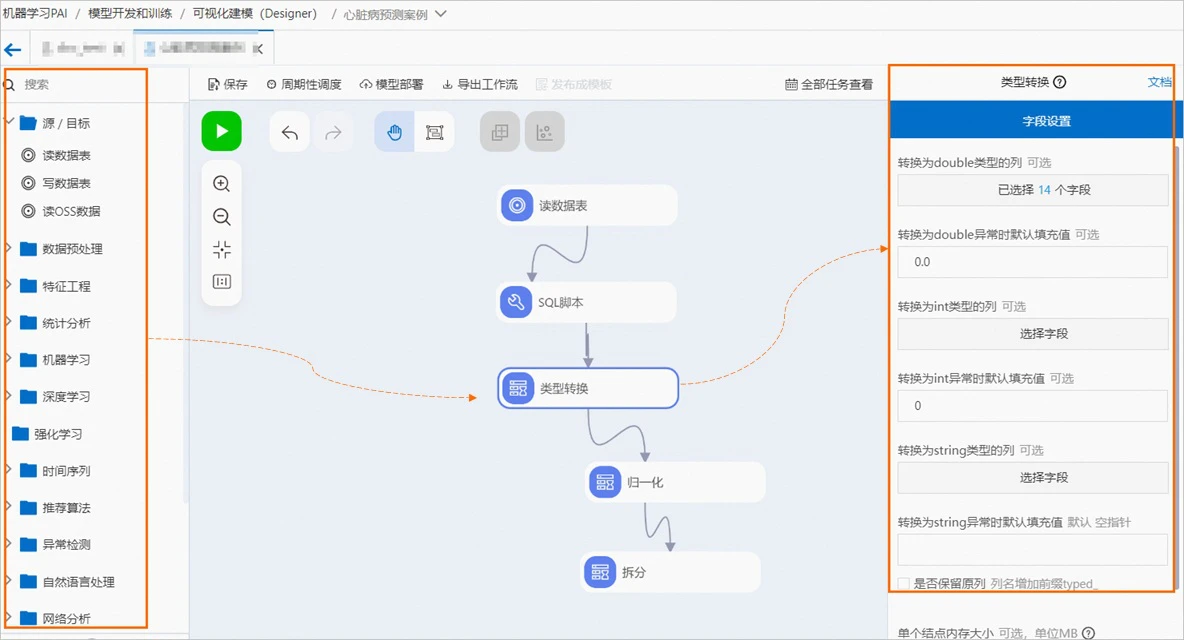 机器学习PAI / 模型开发和训练 / 可视化建模（Designer） / 心脏病预测案例
搜索
源 / 目标
读数据表
写数据表
读OSS数据
数据预处理
特征工程
统计分析
机器学习
深度学习
强化学习
时间序列
推荐算法
异常检测
自然语言处理
网络分析
保存 周期性调度 模型部署 导出工作流 发布成模板 全部任务查看
读数据表
SQL脚本
类型转换
归一化
拆分
类型转换 文档
字段设置
转换为double类型的列 可选
已选择 14 个字段
转换为double异常时默认填充值 可选
0.0
转换为int类型的列 可选
选择字段
转换为int异常时默认填充值 可选
0
转换为string类型的列 可选
选择字段
转换为string异常时默认填充值 默认 空指针
是否保留原列 列名增加前缀typed_
单个结点内存大小 可选，单位MB